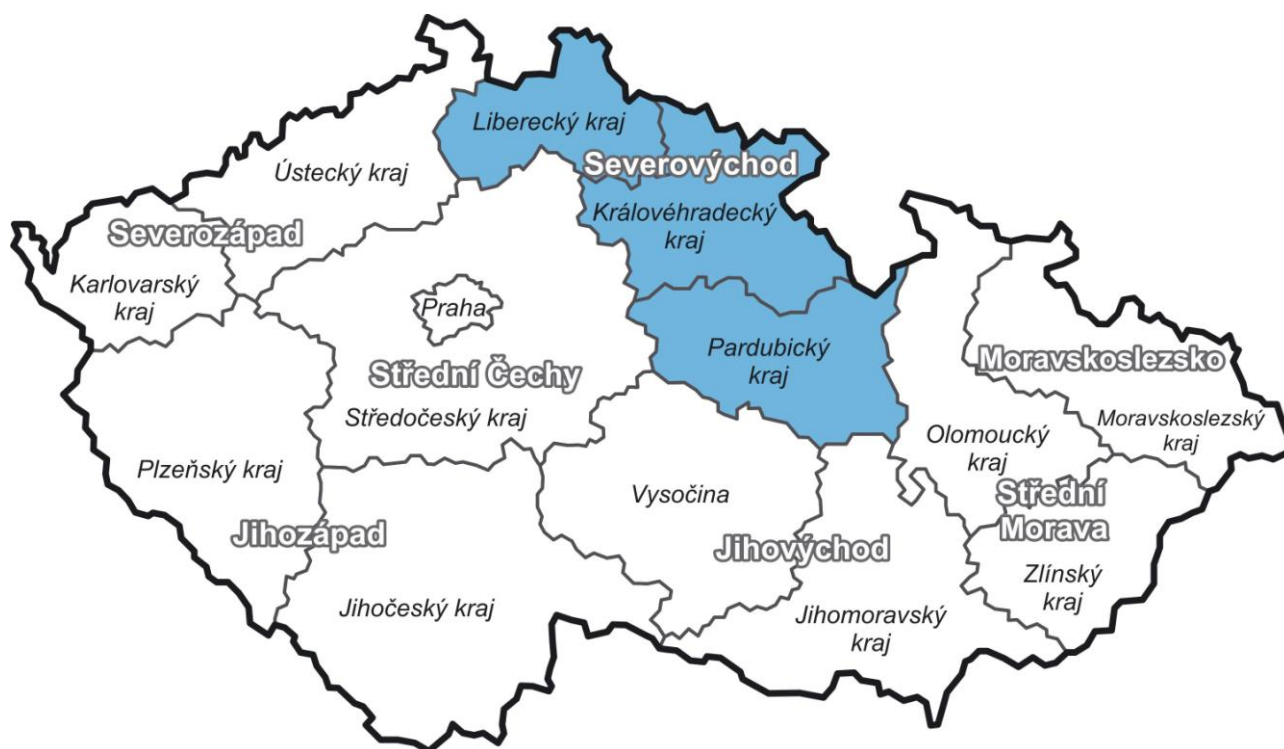 Liberecký kraj
Severovýchod
Ústecký kraj
Královéhradecký
kraj
Severozápad
Karlovarský
kraj
Praha
Pardubický
kraj
Moravskoslezsko
Střední Čechy
Středočeský kraj
Moravskoslezský
kraj
Olomoucký
kraj
Plzeňský kraj
Vysočina
Střední
Morava
Jihozápad
Jihovýchod
Zlínský
kraj
Jihočeský kraj
Jihomoravský
kraj